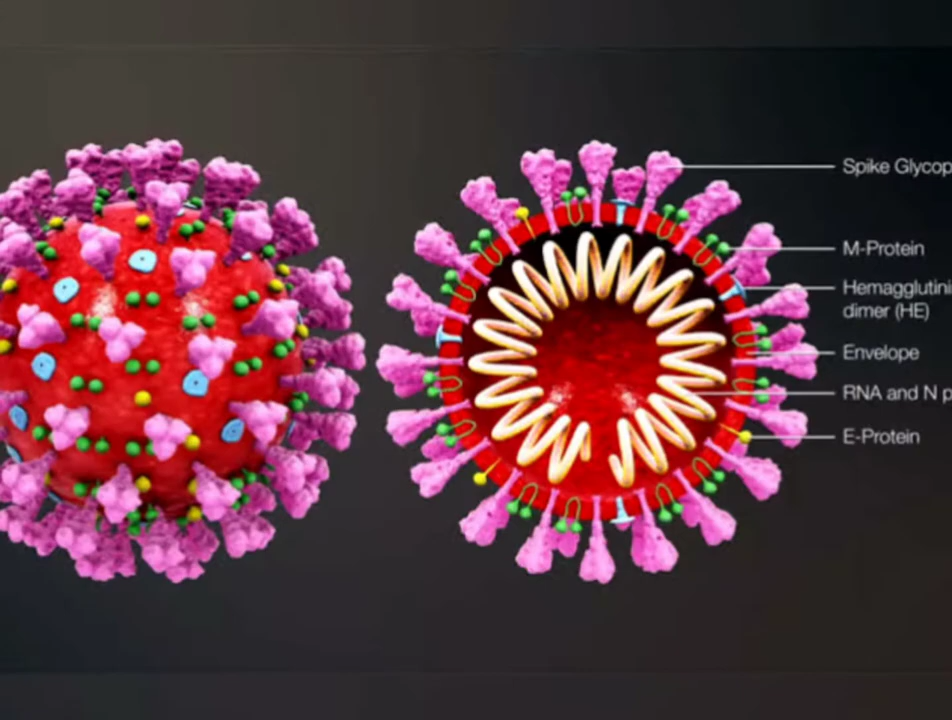 Spike Glycop
M-Protein
Hemagglutini
dimer (HE)
Envelope
RNA and N p
E-Protein